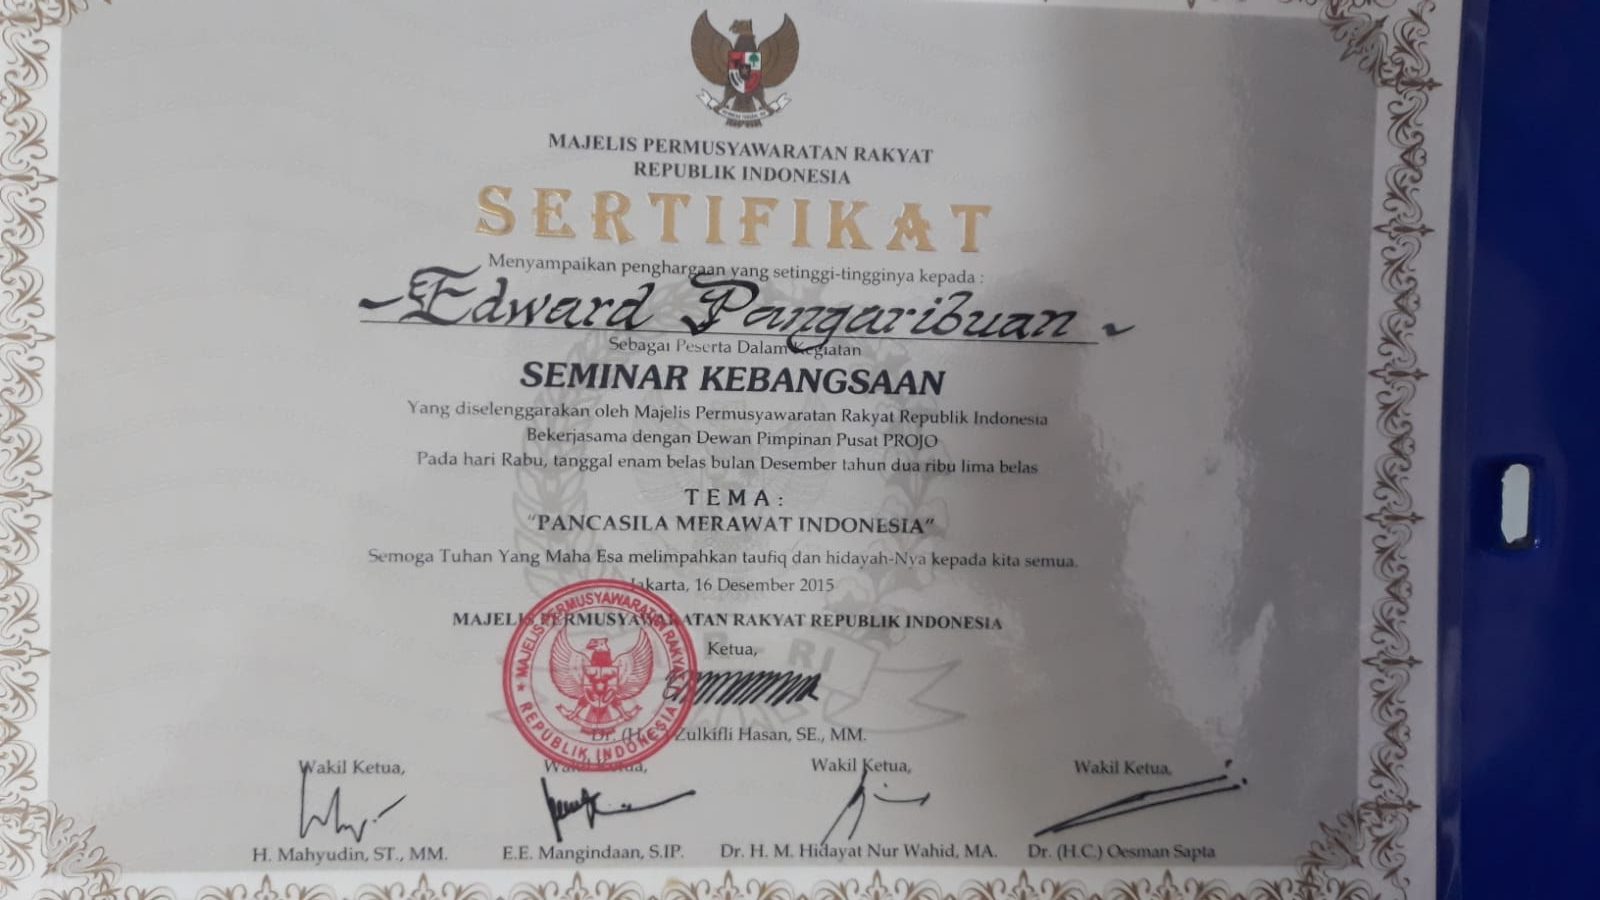 MAJELIS PERMUSYAWARATAN RAKYAT
REPUBLIK INDONESIA
SERTIFIKAT
Menyampaikan penghargaan yang setinggi-tingginya kepada :
Edward Pangaribuan
Sebagai Peserta Dalam Kegiatan
SEMINAR KEBANGSAAN
Yang diselenggarakan oleh Majelis Permusyawaratan Rakyat Republik Indonesia
Bekerjasama dengan Dewan Pimpinan Pusat PROJO
Pada hari Rabu, tanggal enam belas bulan Desember tahun dua ribu lima belas
TEMA :
"PANCASILA MERAWAT INDONESIA"
Semoga Tuhan Yang Maha Esa melimpahkan taufiq dan hidayah-Nya kepada kita semua.
Jakarta, 16 Desember 2015
MAJELIS PERMUSYAWARATAN RAKYAT REPUBLIK INDONESIA
Ketua,
MAJELIS PERMUSYAWARATAN RAKYAT
REPUBLIK INDONESIA
Dr. (H.C.) Zulkifli Hasan, SE., MM.
Wakil Ketua, Wakil Ketua, Wakil Ketua, Wakil Ketua,
H. Mahyudin, ST., MM. E.E. Mangindaan, S.IP. Dr. H. M. Hidayat Nur Wahid, MA. Dr. (H.C.) Oesman Sapta